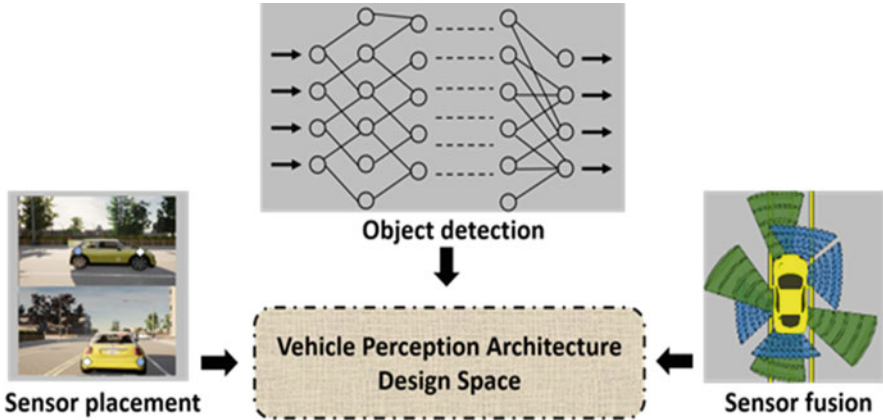 Object detection
Vehicle Perception Architecture
Design Space
Sensor placement
Sensor fusion